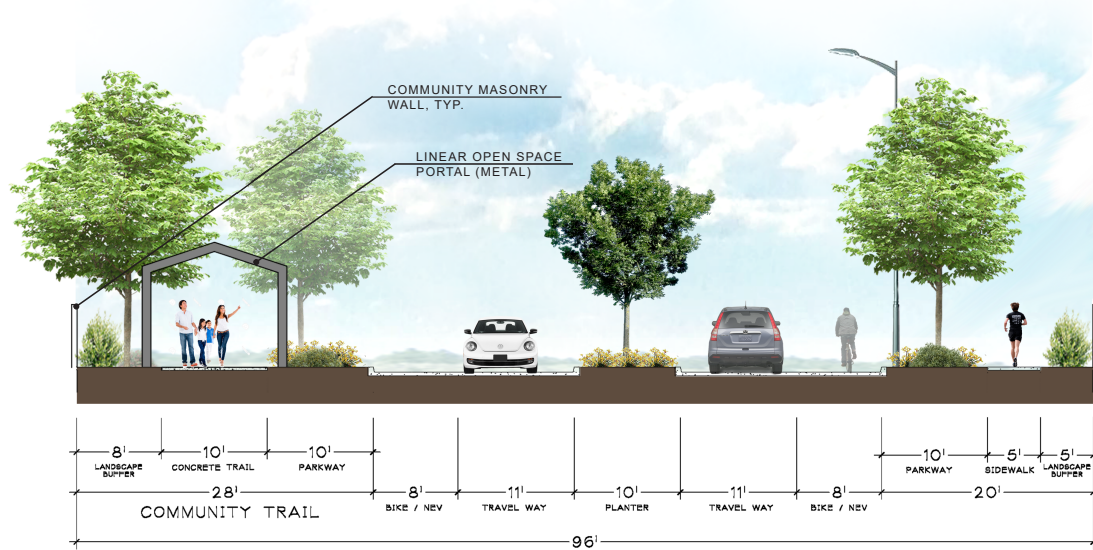 COMMUNITY MASONRY
WALL, TYP.
LINEAR OPEN SPACE
PORTAL (METAL)
8' 10' 10' 10' 5' 5'
LANDSCAPE
BUFFER
CONCRETE TRAIL
PARKWAY
PARKWAY
SIDEWALK
LANDSCAPE
BUFFER
28' 8' 11' 10' 11' 8' 20'
COMMUNITY TRAIL
BIKE / NEV
TRAVEL WAY
PLANTER
TRAVEL WAY
BIKE / NEV
96'